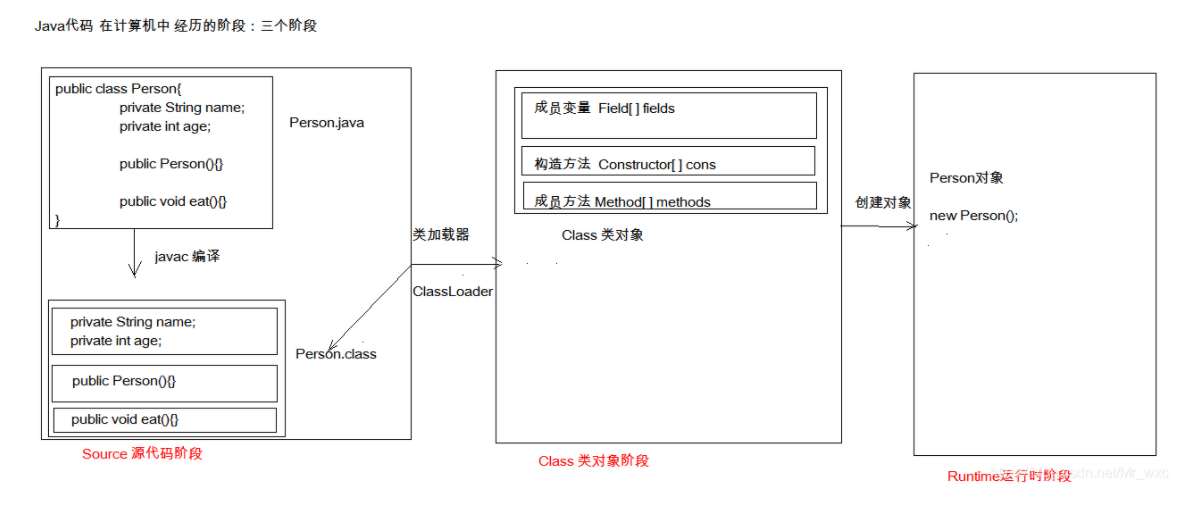 Java代码 在计算机中 经历的阶段：三个阶段
public class Person{
private String name;
private int age;
public Person(){}
public void eat(){}
}
Person.java
javac 编译
private String name;
private int age;
public Person(){}
public void eat(){}
Person.class
Source 源代码阶段
类加载器
ClassLoader
成员变量 Field[ ] fields
构造方法 Constructor[ ] cons
成员方法 Method[ ] methods
Class 类对象
Class 类对象阶段
创建对象
Person对象
new Person();
Runtime运行时阶段
dn.net/Mr_wxc